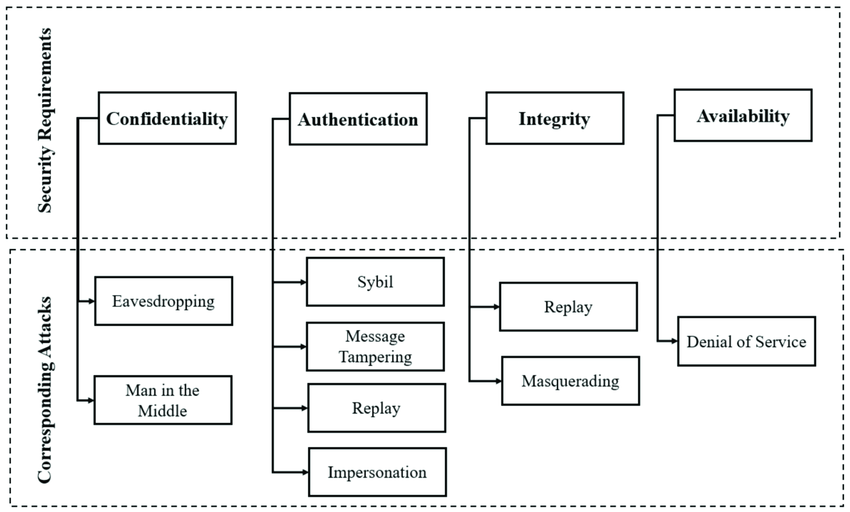 Security Requirements
Confidentiality
Authentication
Integrity
Availability
Corresponding Attacks
Eavesdropping
Man in the
Middle
Sybil
Message
Tampering
Replay
Impersonation
Replay
Masquerading
Denial of Service